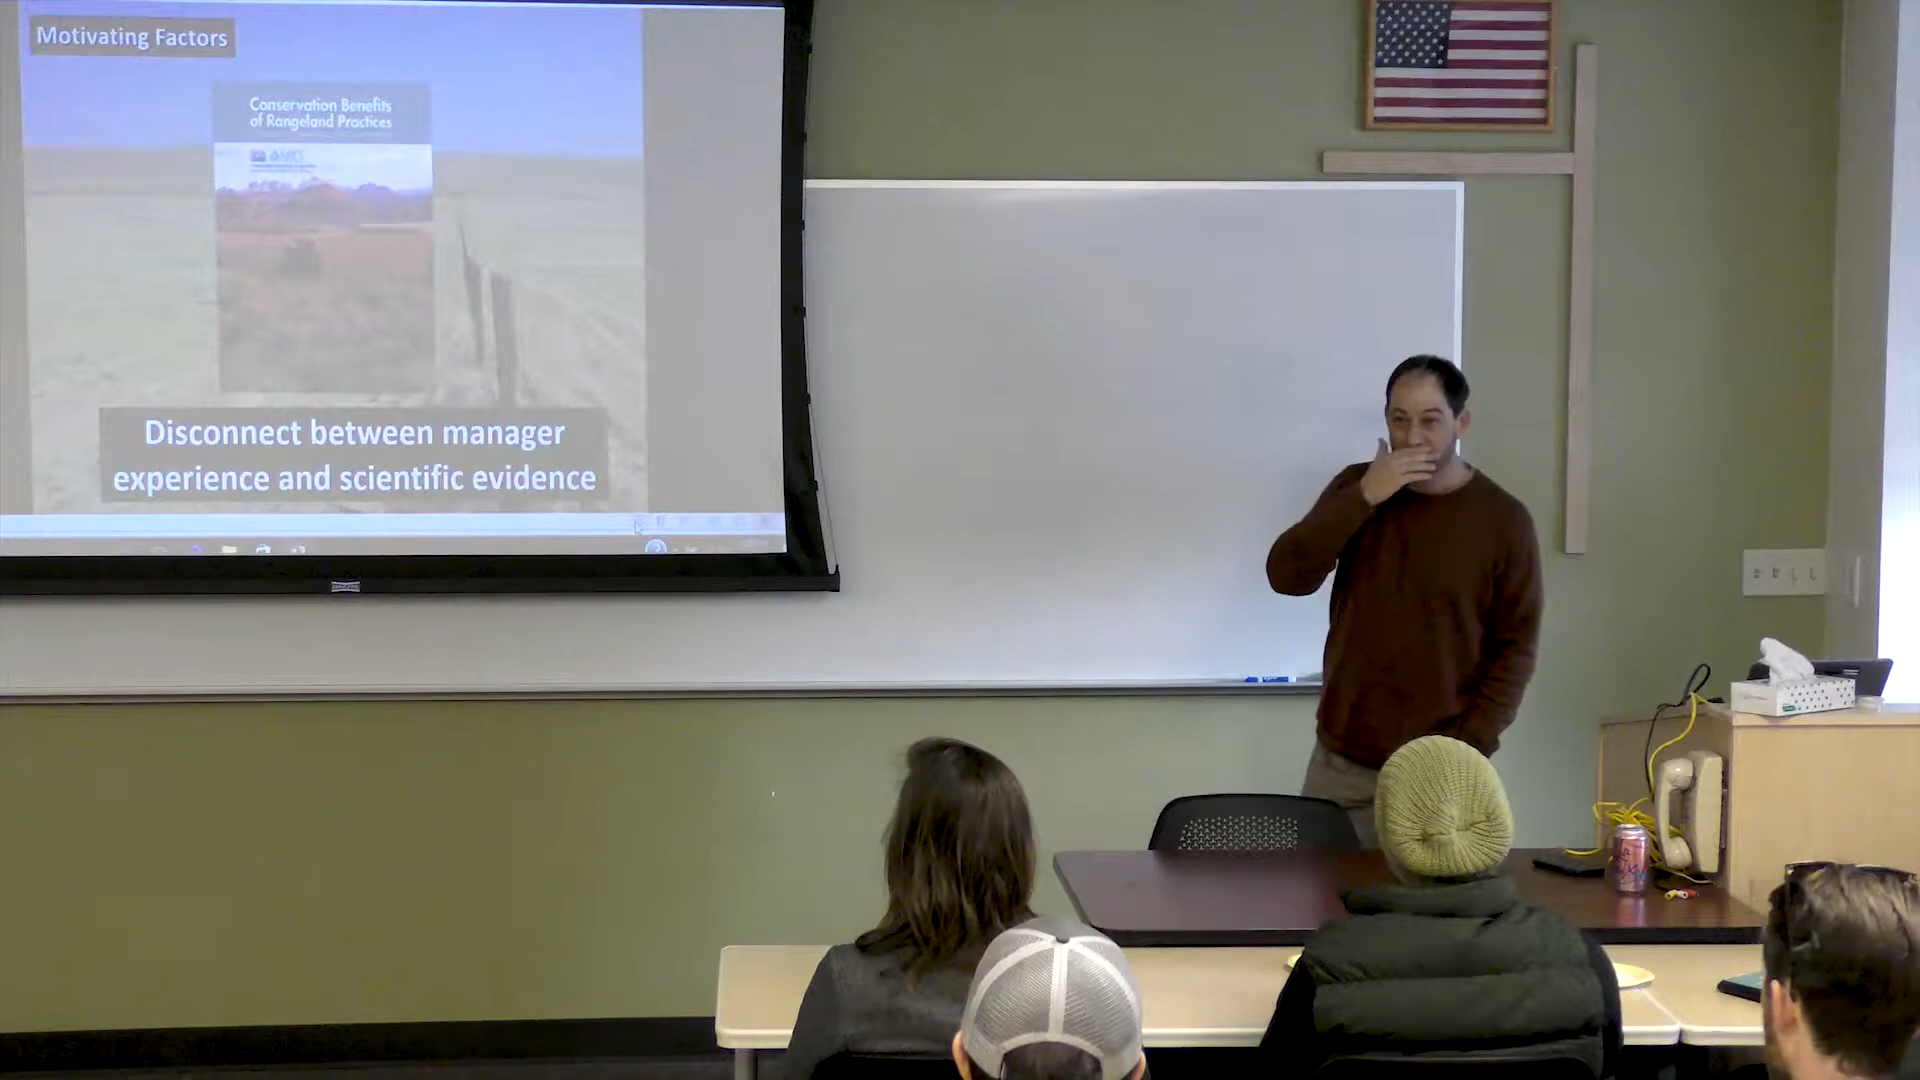 Motivating Factors
Conservation Benefits
of Rangeland Practices
Disconnect between manager
experience and scientific evidence